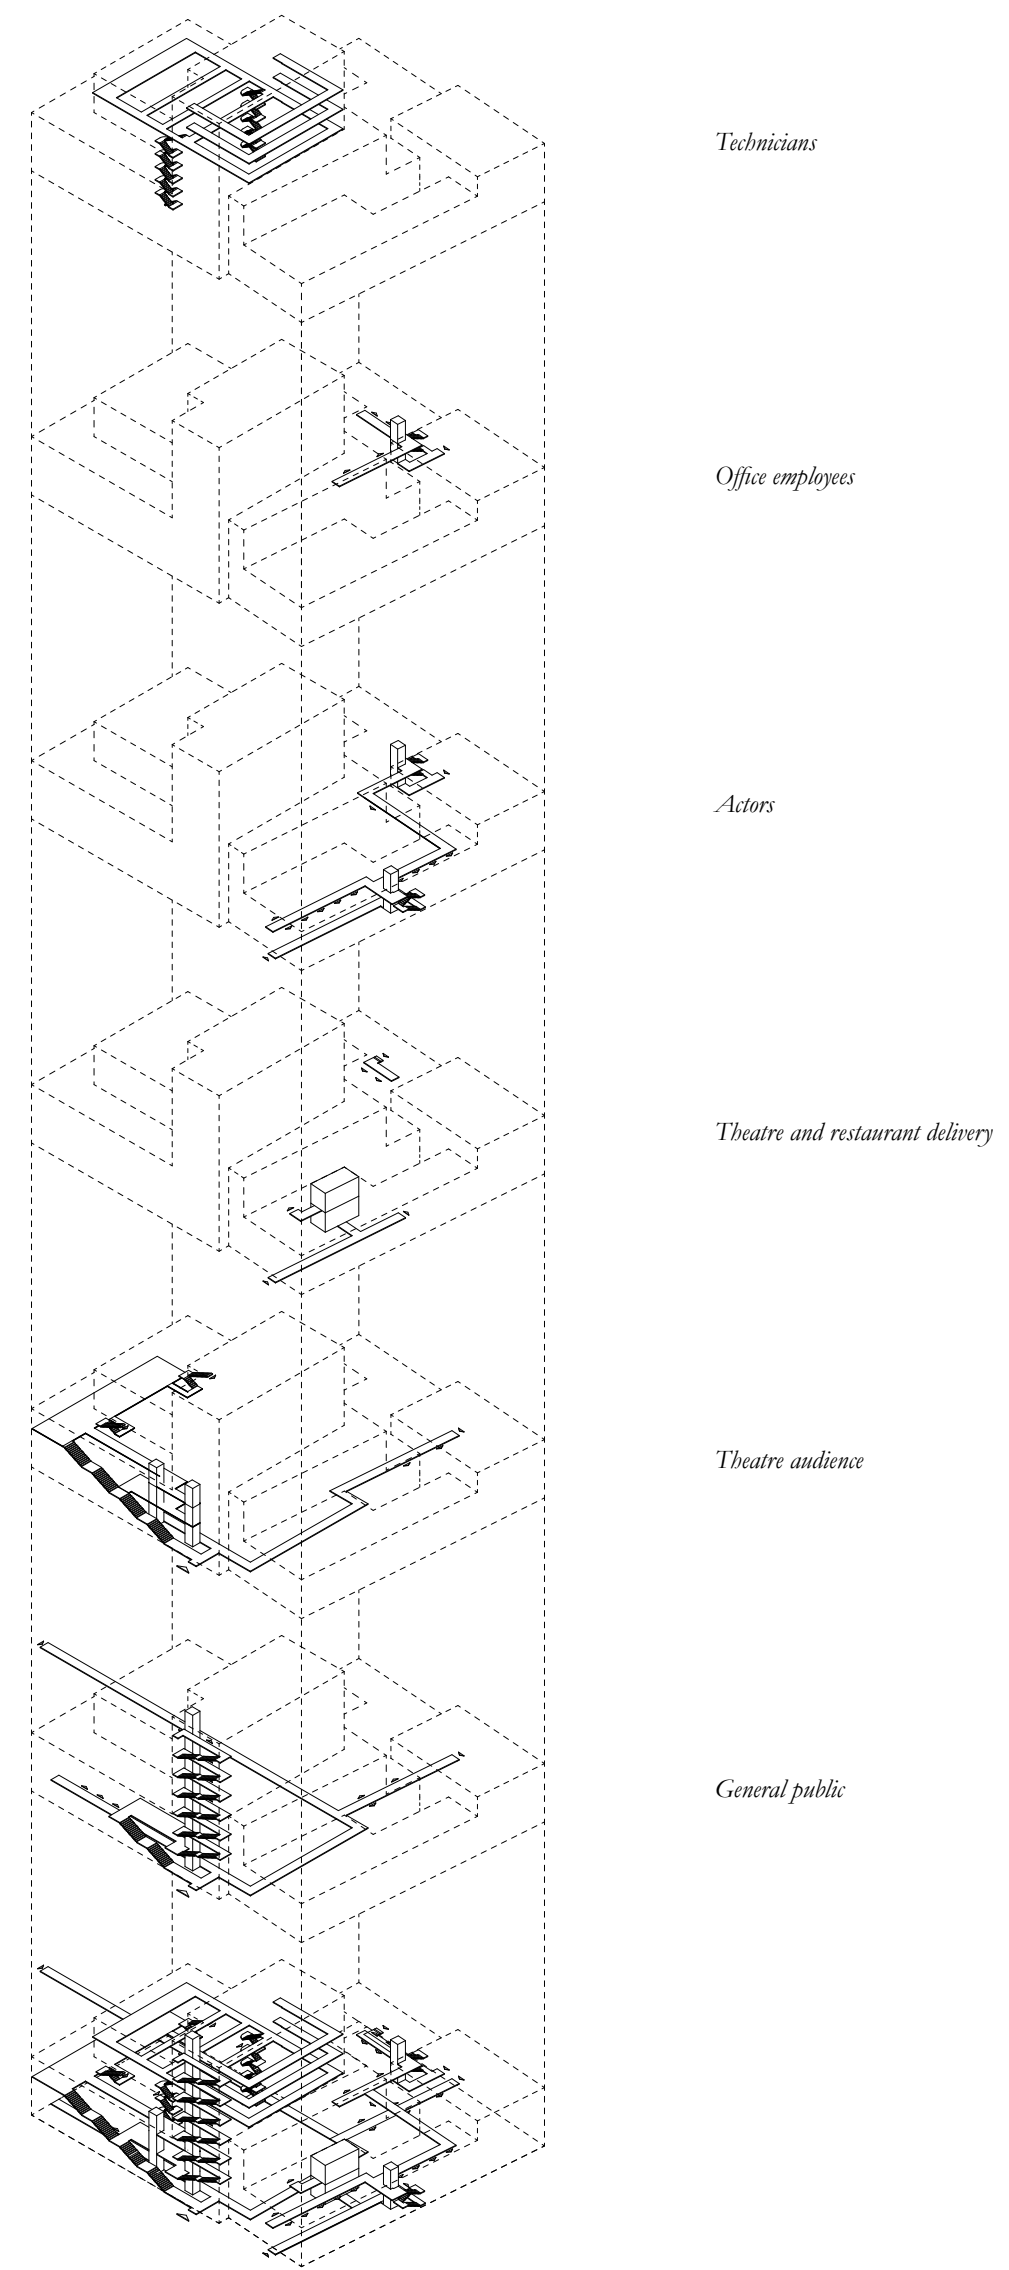 Technicians
Office employees
Actors
Theatre and restaurant delivery
Theatre audience
General public